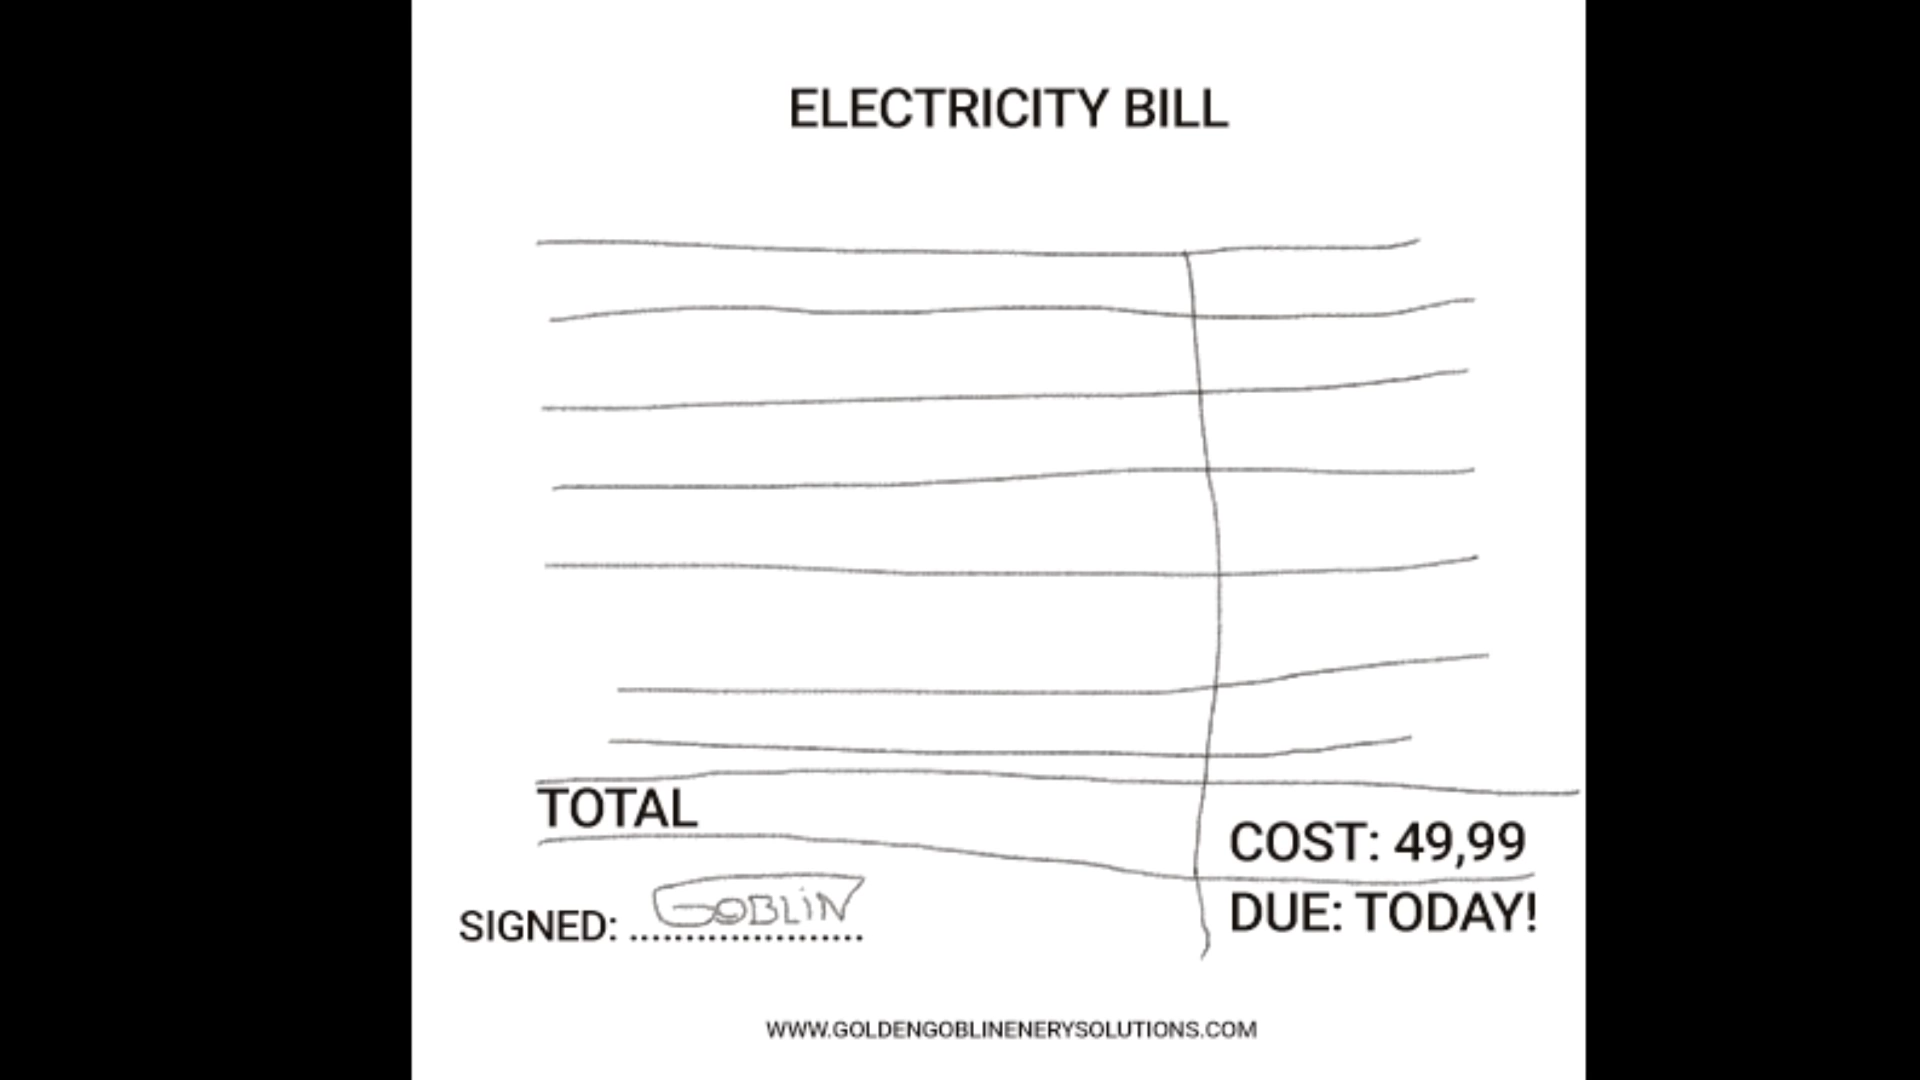 ELECTRICITY BILL
TOTAL
COST: 49,99
SIGNED: ..................... GOBLIN
DUE: TODAY!
WWW.GOLDENGOBLINENERYSOLUTIONS.COM